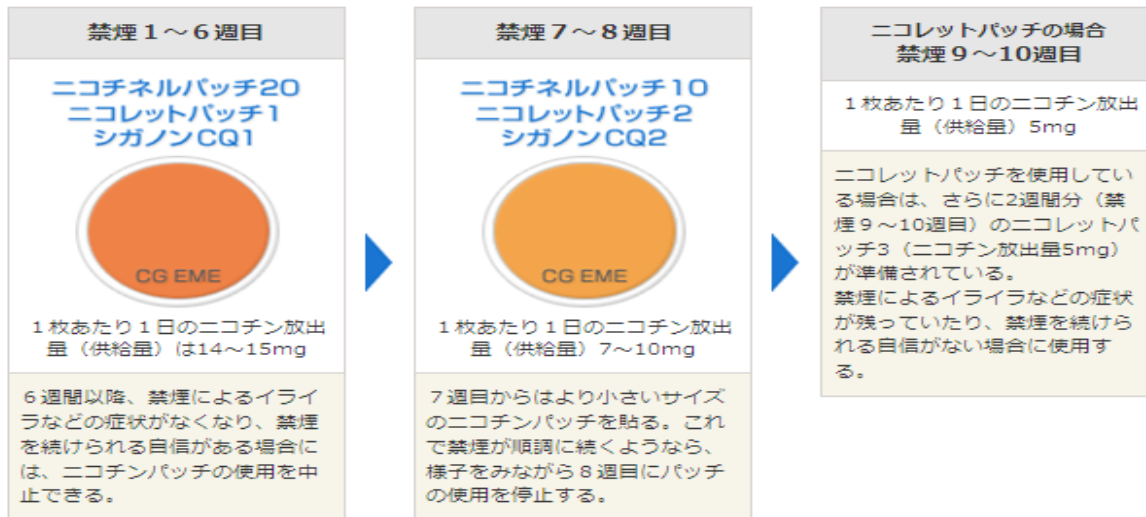 禁煙1～6週目
ニコチネルパッチ20
ニコレットパッチ1
シガノンCQ1
CG EME
1枚あたり1日のニコチン放出
量（供給量）は14～15mg
6週間以降、禁煙によるイライ
ラなどの症状がなくなり、禁煙
を続けられる自信がある場合に
は、ニコチンパッチの使用を中
止できる。
禁煙7～8週目
ニコチネルパッチ10
ニコレットパッチ2
シガノンCQ2
CG EME
1枚あたり1日のニコチン放出
量（供給量）7～10mg
7週目からはより小さいサイズ
のニコチンパッチを貼る。これ
で禁煙が順調に続くようなら、
様子をみながら8週目にパッチ
の使用を停止する。
ニコレットパッチの場合
禁煙9～10週目
1枚あたり1日のニコチン放出
量（供給量）5mg
ニコレットパッチを使用してい
る場合は、さらに2週間分（禁
煙9～10週目）のニコレットパ
ッチ3（ニコチン放出量5mg）
が準備されている。
禁煙によるイライラなどの症状
が残っていたり、禁煙を続けら
れる自信がない場合に使用す
る。